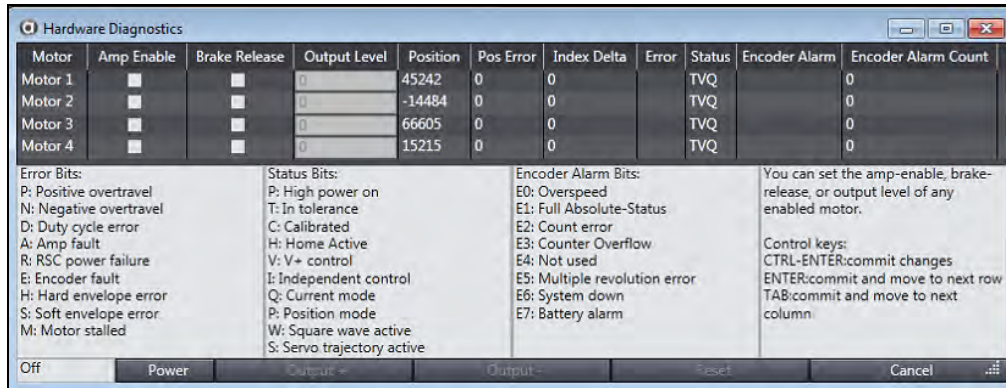 Hardware Diagnostics
Motor Amp Enable Brake Release Output Level Position Pos Error Index Delta Error Status Encoder Alarm Encoder Alarm Count
Motor 1 0 45242 0 0 TVQ 0
Motor 2 0 -14484 0 0 TVQ 0
Motor 3 0 66605 0 0 TVQ 0
Motor 4 0 15215 0 0 TVQ 0
Error Bits:
P: Positive overtravel
N: Negative overtravel
D: Duty cycle error
A: Amp fault
R: RSC power failure
E: Encoder fault
H: Hard envelope error
S: Soft envelope error
M: Motor stalled
Status Bits:
P: High power on
T: In tolerance
C: Calibrated
H: Home Active
V: V+ control
I: Independent control
Q: Current mode
P: Position mode
W: Square wave active
S: Servo trajectory active
Encoder Alarm Bits:
E0: Overspeed
E1: Full Absolute-Status
E2: Count error
E3: Counter Overflow
E4: Not used
E5: Multiple revolution error
E6: System down
E7: Battery alarm
You can set the amp-enable, brake-
release, or output level of any
enabled motor.
Control keys:
CTRL-ENTER:commit changes
ENTER:commit and move to next row
TAB:commit and move to next
column
Off Power Output + Output - Reset Cancel